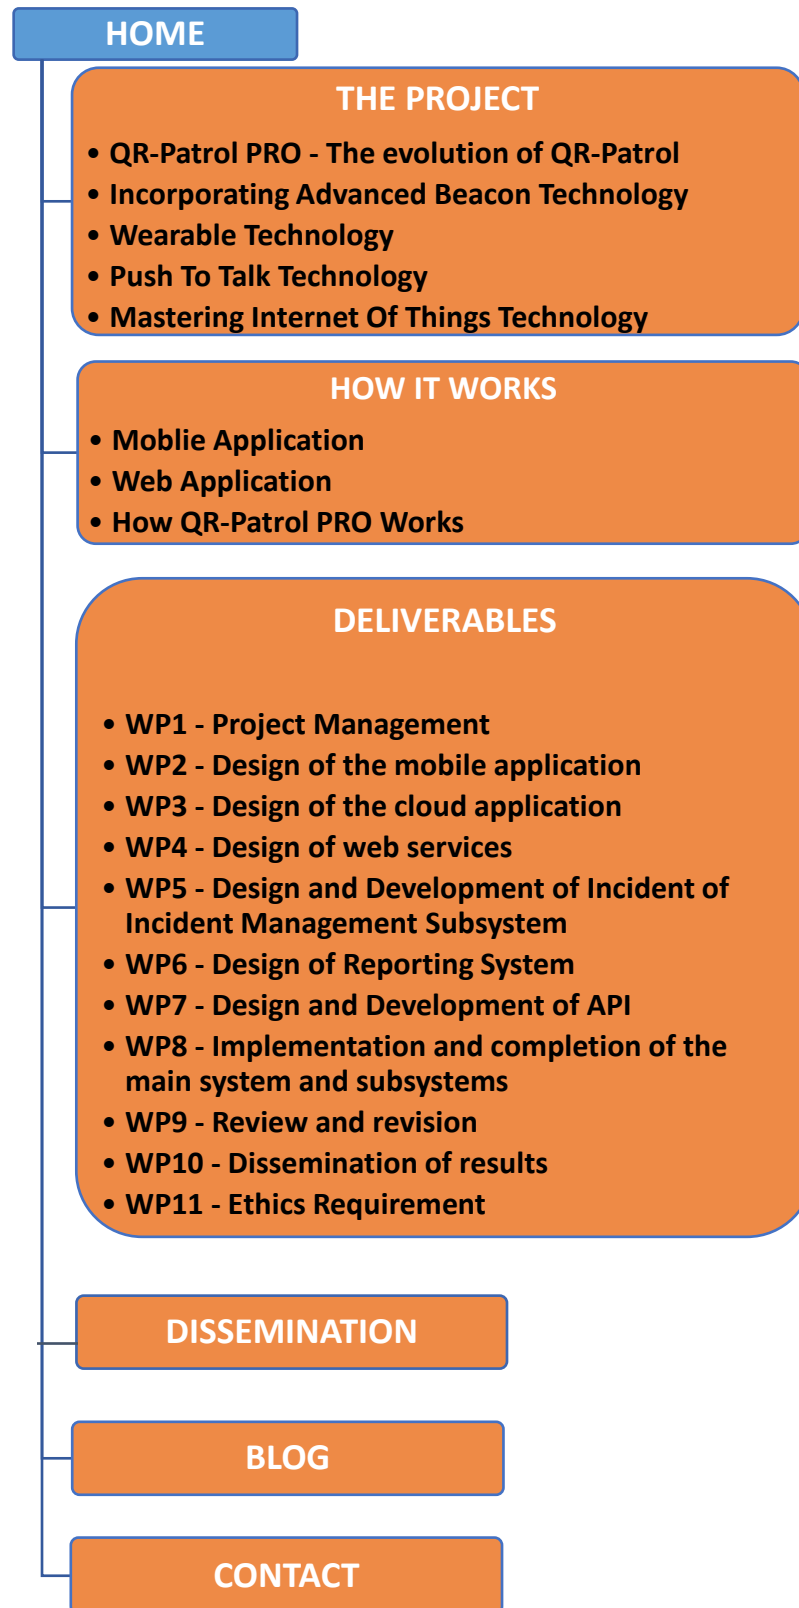 HOME
THE PROJECT
• QR-Patrol PRO - The evolution of QR-Patrol
• Incorporating Advanced Beacon Technology
• Wearable Technology
• Push To Talk Technology
• Mastering Internet Of Things Technology
HOW IT WORKS
• Moblie Application
• Web Application
• How QR-Patrol PRO Works
DELIVERABLES
• WP1 - Project Management
• WP2 - Design of the mobile application
• WP3 - Design of the cloud application
• WP4 - Design of web services
• WP5 - Design and Development of Incident of
Incident Management Subsystem
• WP6 - Design of Reporting System
• WP7 - Design and Development of API
• WP8 - Implementation and completion of the
main system and subsystems
• WP9 - Review and revision
• WP10 - Dissemination of results
• WP11 - Ethics Requirement
DISSEMINATION
BLOG
CONTACT